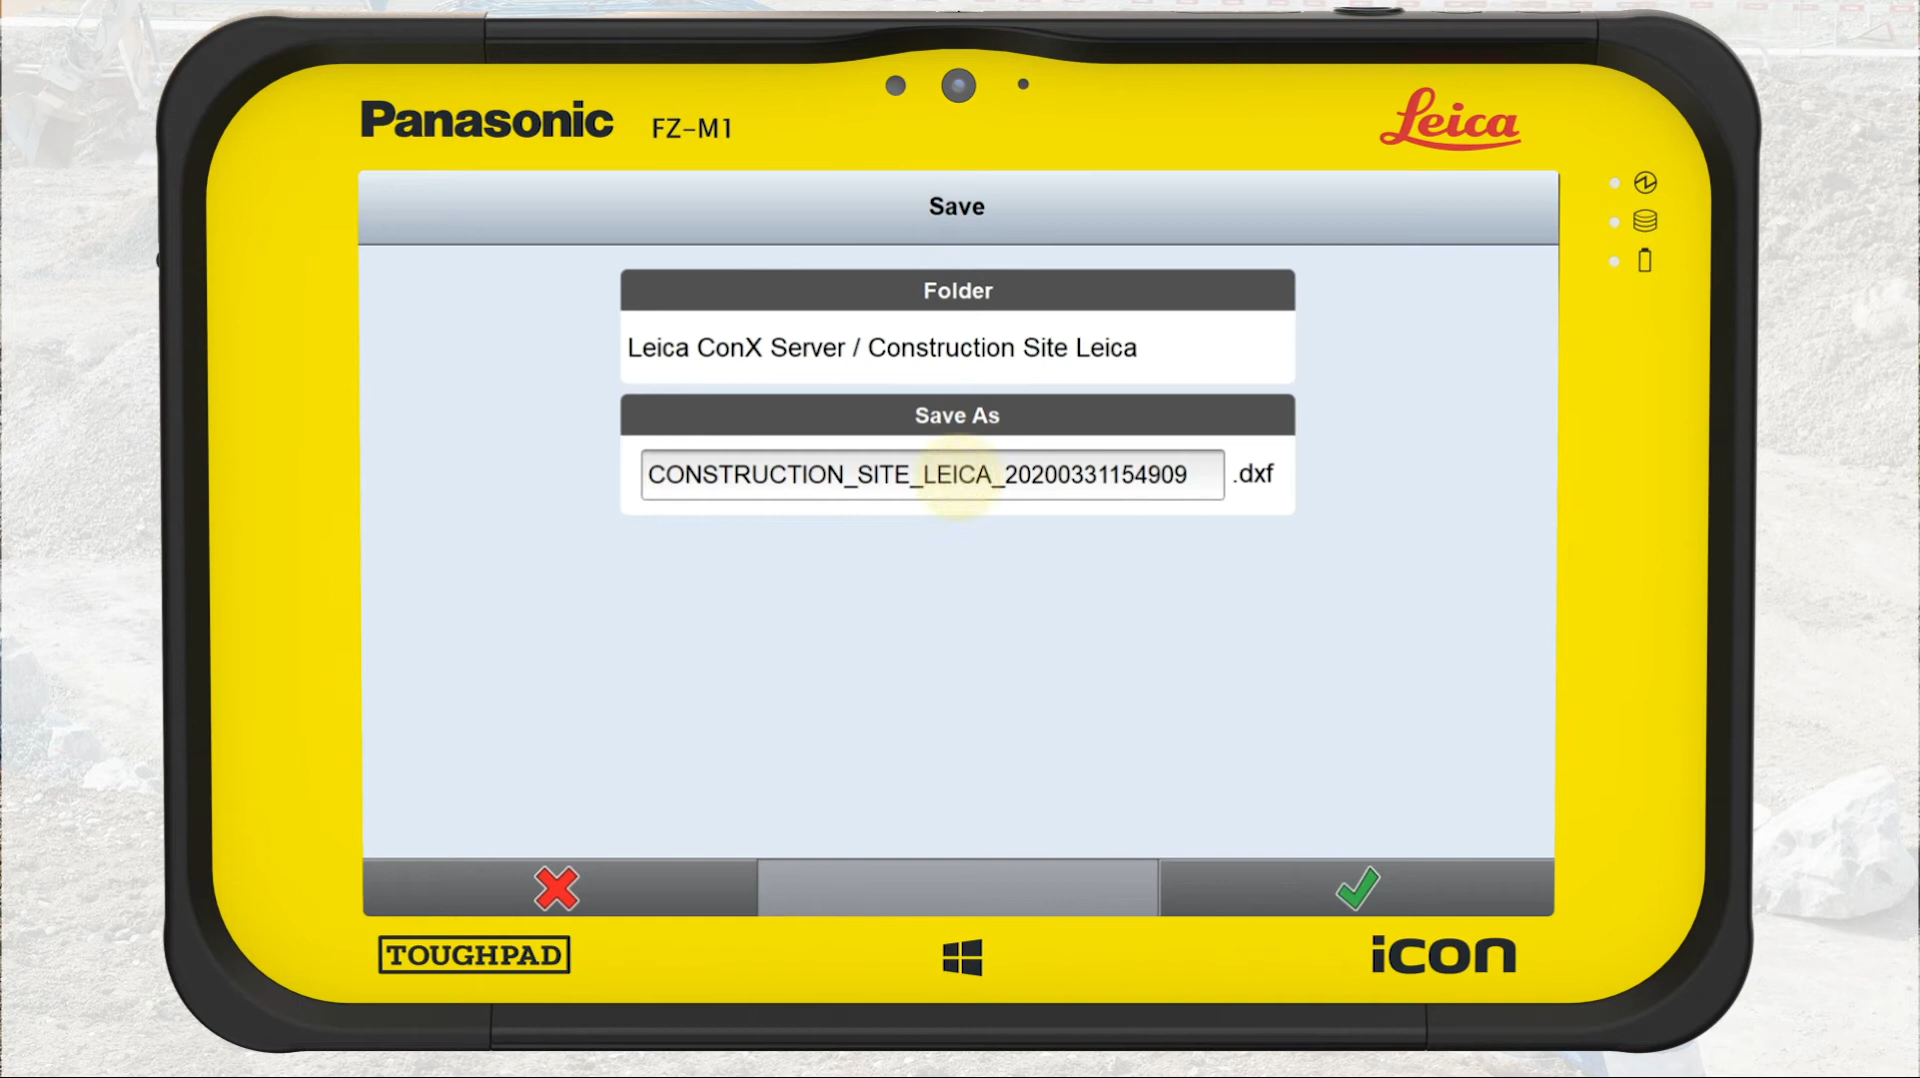 Panasonic FZ-M1
Leica
Save
Folder
Leica ConX Server / Construction Site Leica
Save As
CONSTRUCTION_SITE_LEICA_20200331154909 .dxf
TOUGHPAD
iCON